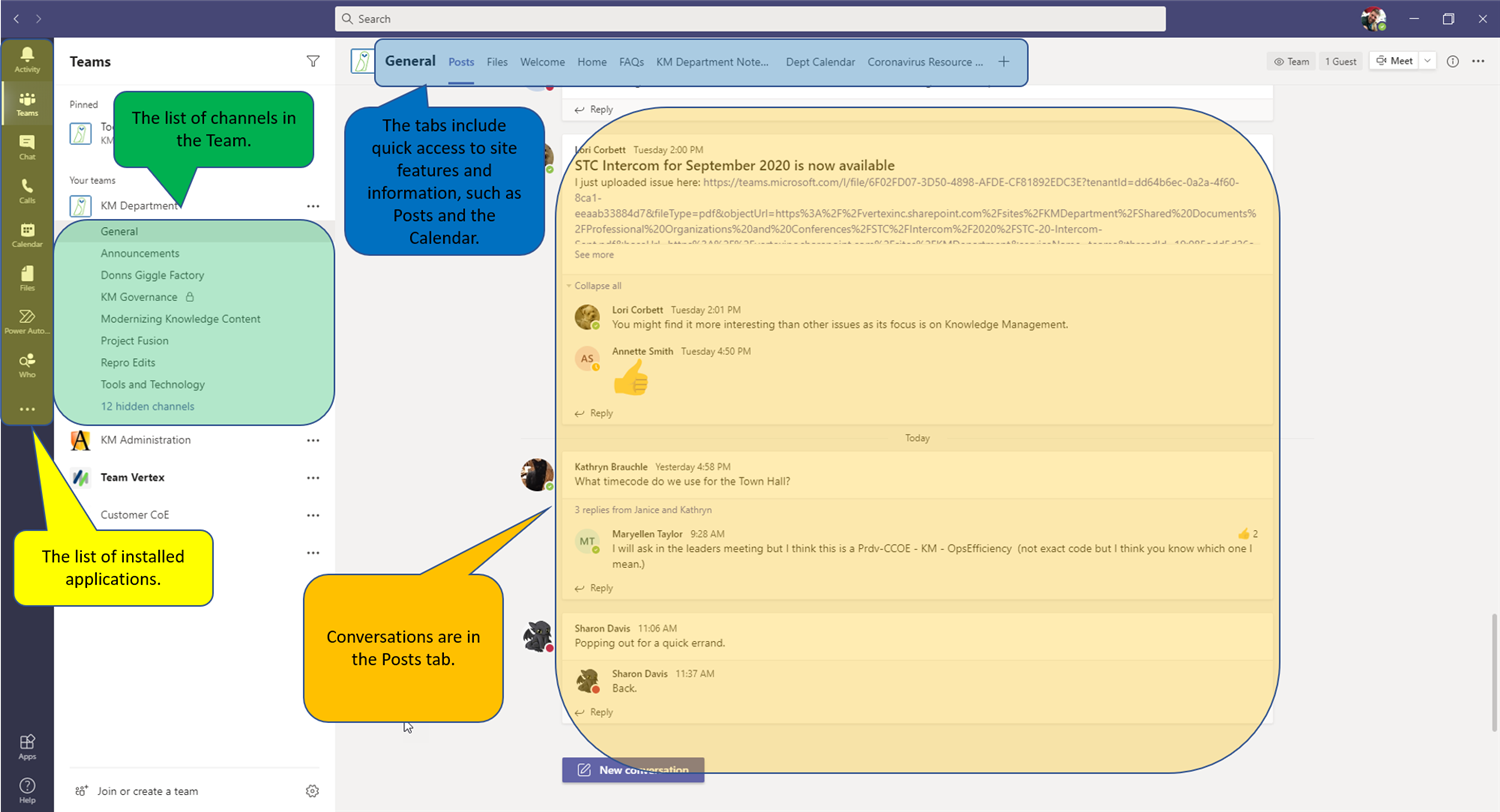 Search
Activity
Teams
Chat
Calls
Calendar
Files
Power Auto...
Who
Apps
Help
Teams
Pinned
KM
The list of channels in
the Team.
Your teams
KM Department
General
Announcements
Donns Giggle Factory
KM Governance
Modernizing Knowledge Content
Project Fusion
Repro Edits
Tools and Technology
12 hidden channels
KM Administration
Team Vertex
Customer CoE
The list of installed
applications.
Join or create a team
General Posts Files Welcome Home FAQs KM Department Note... Dept Calendar Coronavirus Resource ... +
Team 1 Guest Meet
The tabs include
quick access to site
features and
information, such as
Posts and the
Calendar.
Reply
Lori Corbett Tuesday 2:00 PM
STC Intercom for September 2020 is now available
I just uploaded issue here: https://teams.microsoft.com/l/file/6F02FD07-3D50-4898-AFDE-CF81892EDC3E?tenantId=dd64b6ec-0a2a-4f60-
8ca1-
eeaab33884d7&fileType=pdf&objectUrl=https%3A%2F%2Fvertexinc.sharepoint.com%2Fsites%2FKMDepartment%2FShared%20Documents%
2FProfessional%20Organizations%20and%20Conferences%2FSTC%2FIntercom%2F2020%2FSTC-20-Intercom-
See more
Collapse all
Lori Corbett Tuesday 2:01 PM
You might find it more interesting than other issues as its focus is on Knowledge Management.
AS
Annette Smith Tuesday 4:50 PM
Reply
Today
Kathryn Brauchle Yesterday 4:58 PM
What timecode do we use for the Town Hall?
3 replies from Janice and Kathryn
MT
Maryellen Taylor 9:28 AM 2
I will ask in the leaders meeting but I think this is a Prdv-CCOE - KM - OpsEfficiency (not exact code but I think you know which one I
mean.)
Reply
Conversations are in
the Posts tab.
Sharon Davis 11:06 AM
Popping out for a quick errand.
Sharon Davis 11:37 AM
Back.
Reply
New conversation